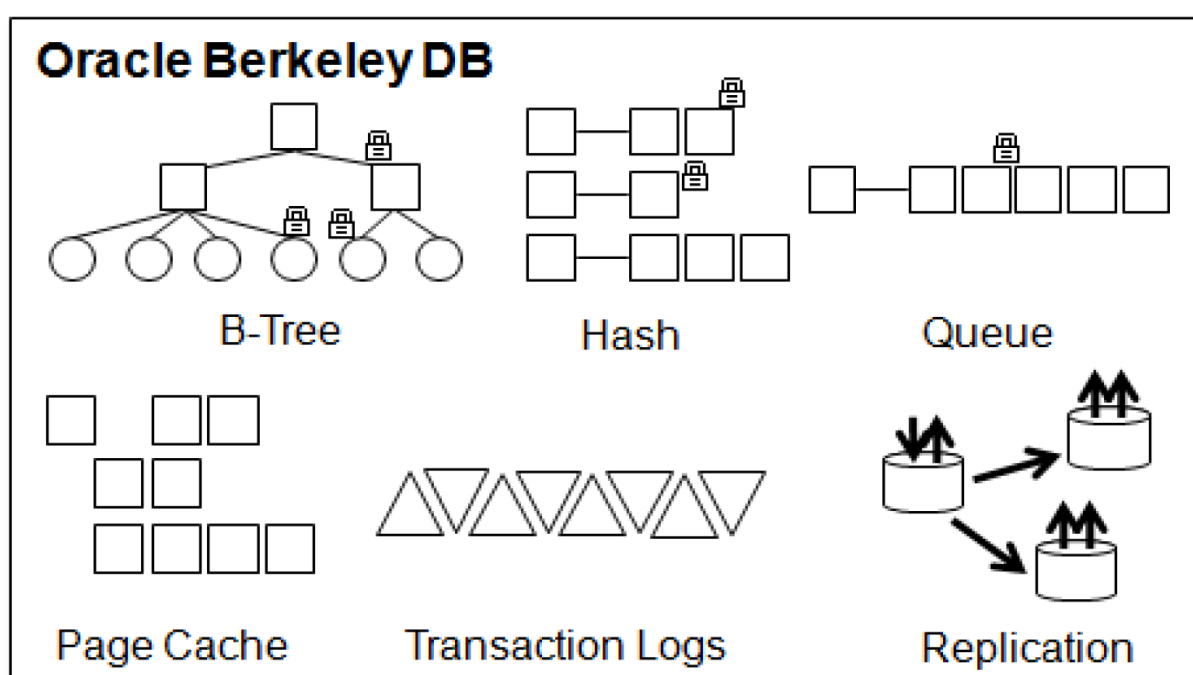 Oracle Berkeley DB
B-Tree
Hash
Queue
Page Cache
Transaction Logs
Replication